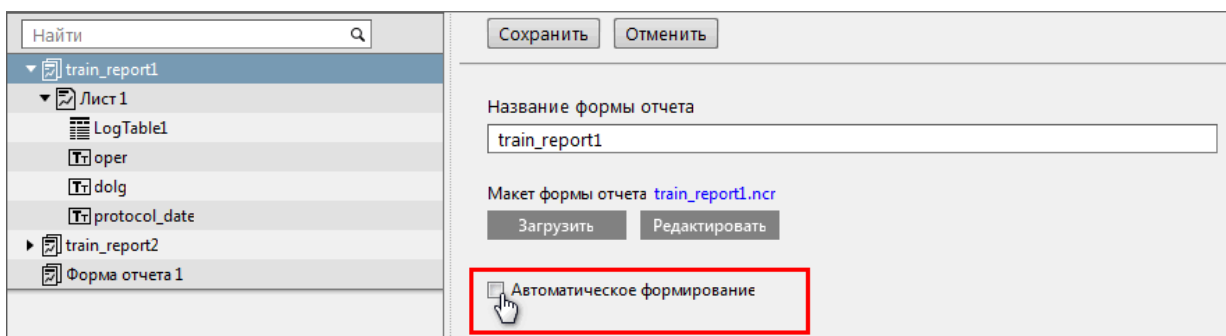 Найти
train_report1
Лист 1
LogTable1
oper
dolg
protocol_date
train_report2
Форма отчета 1
Сохранить Отменить
Название формы отчета
train_report1
Макет формы отчета train_report1.ncr
Загрузить Редактировать
Автоматическое формирование